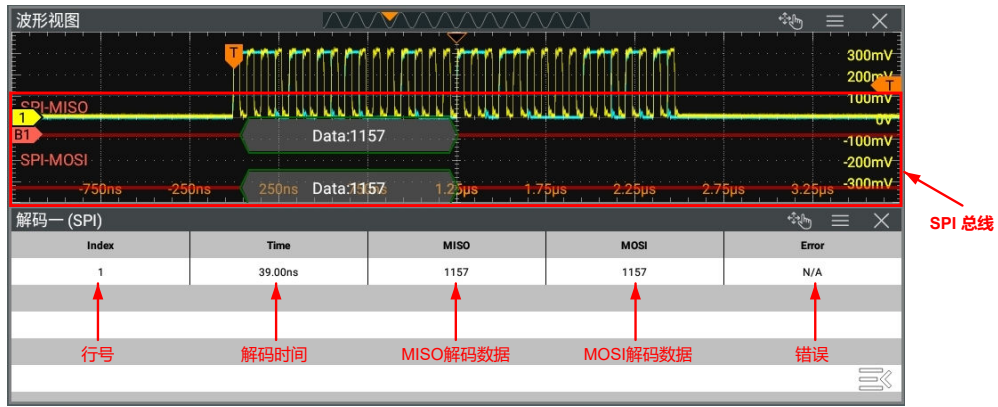 波形视图
T
300mV
200mV
T
100mV
SPI-MISO
1
0V
B1
Data:1157
-100mV
SPI-MOSI
-200mV
-300mV
-750ns -250ns 250ns Data:1157 1.25μs 1.75μs 2.25μs 2.75μs 3.25μs
SPI 总线
解码一 (SPI)
Index Time MISO MOSI Error
1 39.00ns 1157 1157 N/A
行号 解码时间 MISO解码数据 MOSI解码数据 错误